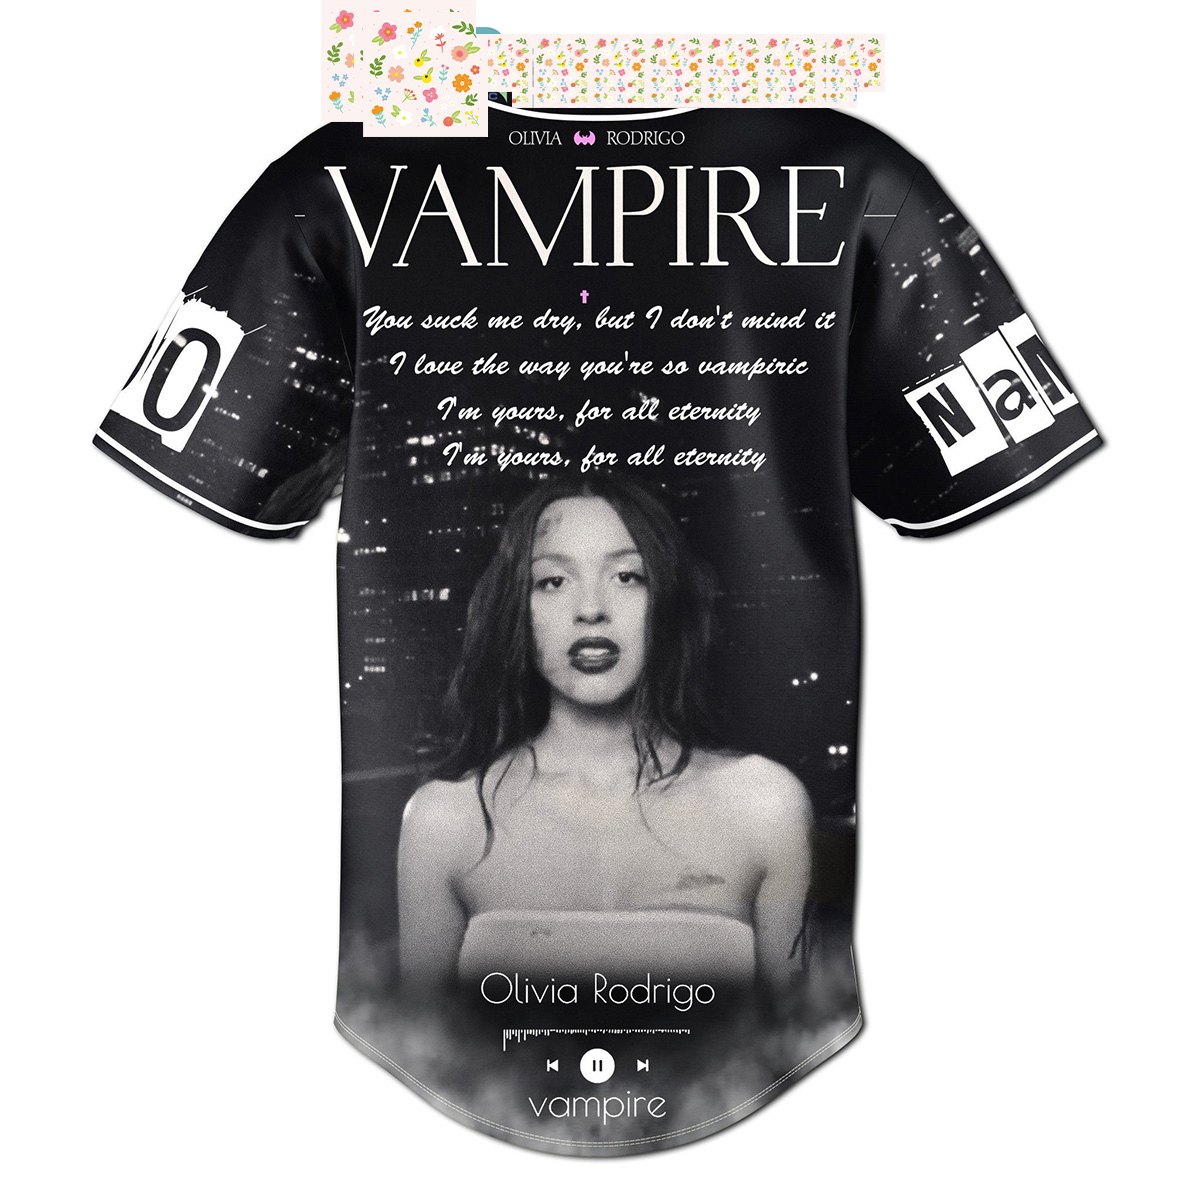 OLIVIA RODRIGO
VAMPIRE
You suck me dry, but I don't mind it
I love the way you're so vampiric
I'm yours, for all eternity
I'm yours, for all eternity
O
NaM
Olivia Rodrigo
vampire